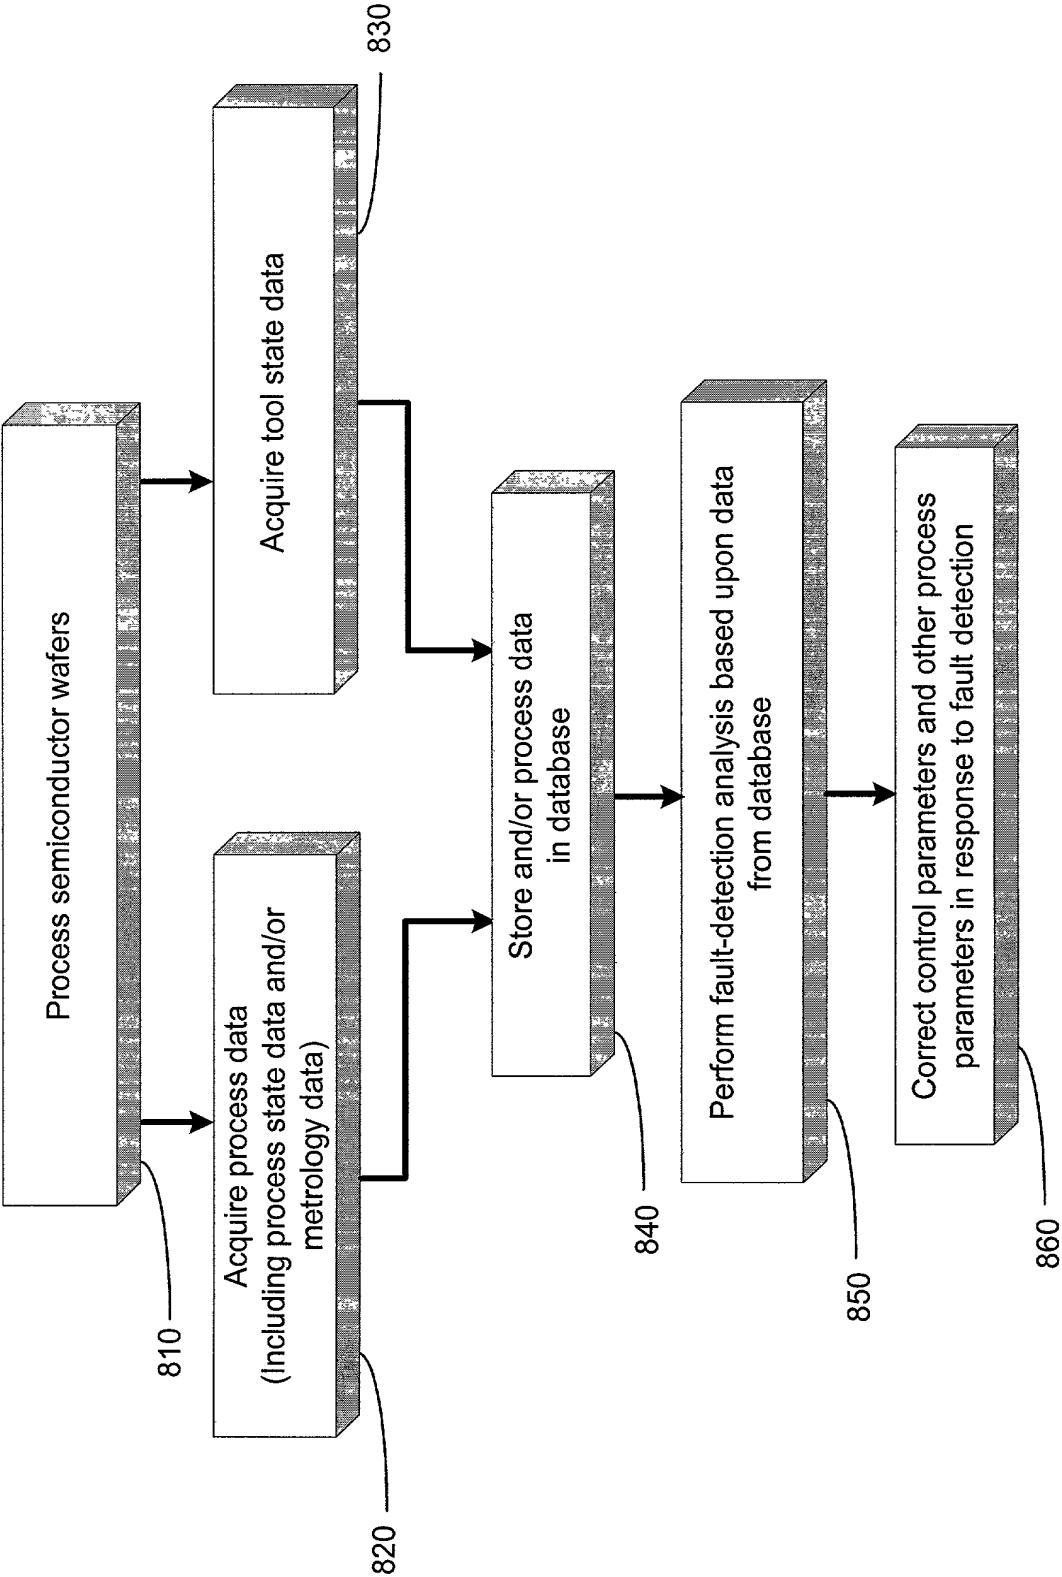 Process semiconductor wafers
810
Acquire process data
(Including process state data and/or
metrology data)
820
Acquire tool state data
830
Store and/or process data
in database
840
Perform fault-detection analysis based upon data
from database
850
Correct control parameters and other process
parameters in response to fault detection
860